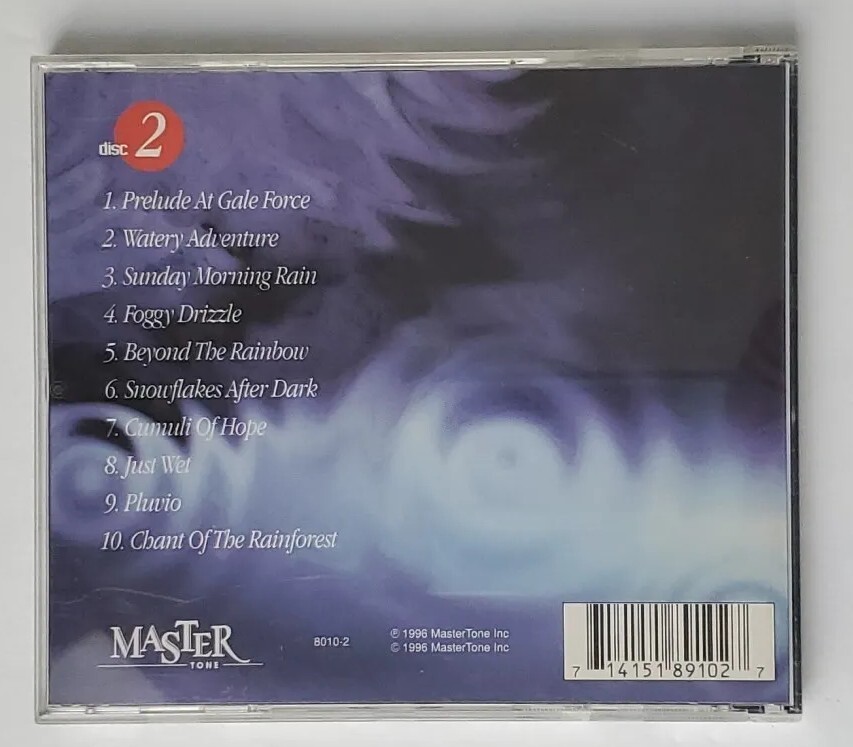 disc 2
1. Prelude At Gale Force
2. Watery Adventure
3. Sunday Morning Rain
4. Foggy Drizzle
5. Beyond The Rainbow
6. Snowflakes After Dark
7. Cumuli Of Hope
8. Just Wet
9. Pluvio
10. Chant Of The Rainforest
MASTER
TONE
8010-2
℗ 1996 MasterTone Inc
© 1996 MasterTone Inc
7 14151 89102 7